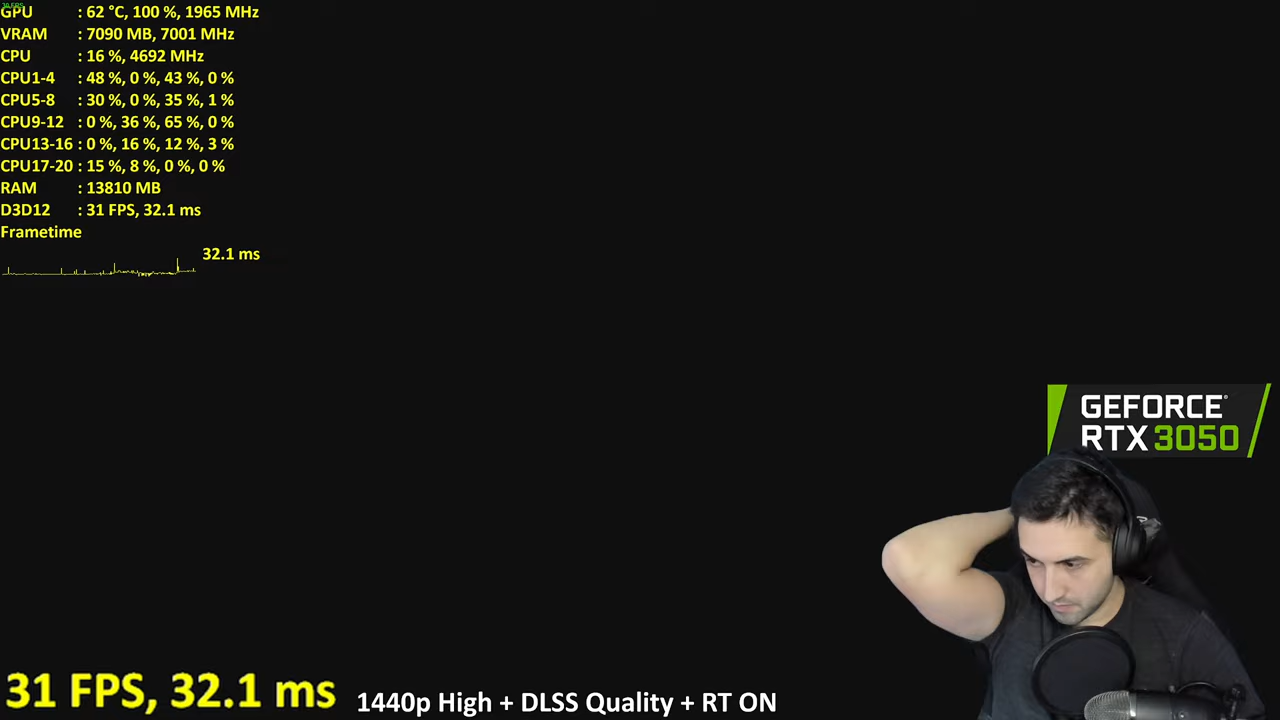 GPU : 62 °C, 100 %, 1965 MHz
VRAM : 7090 MB, 7001 MHz
CPU : 16 %, 4692 MHz
CPU1-4 : 48 %, 0 %, 43 %, 0 %
CPU5-8 : 30 %, 0 %, 35 %, 1 %
CPU9-12 : 0 %, 36 %, 65 %, 0 %
CPU13-16 : 0 %, 16 %, 12 %, 3 %
CPU17-20 : 15 %, 8 %, 0 %, 0 %
RAM : 13810 MB
D3D12 : 31 FPS, 32.1 ms
Frametime
32.1 ms
GEFORCE
RTX 3050
31 FPS, 32.1 ms
1440p High + DLSS Quality + RT ON